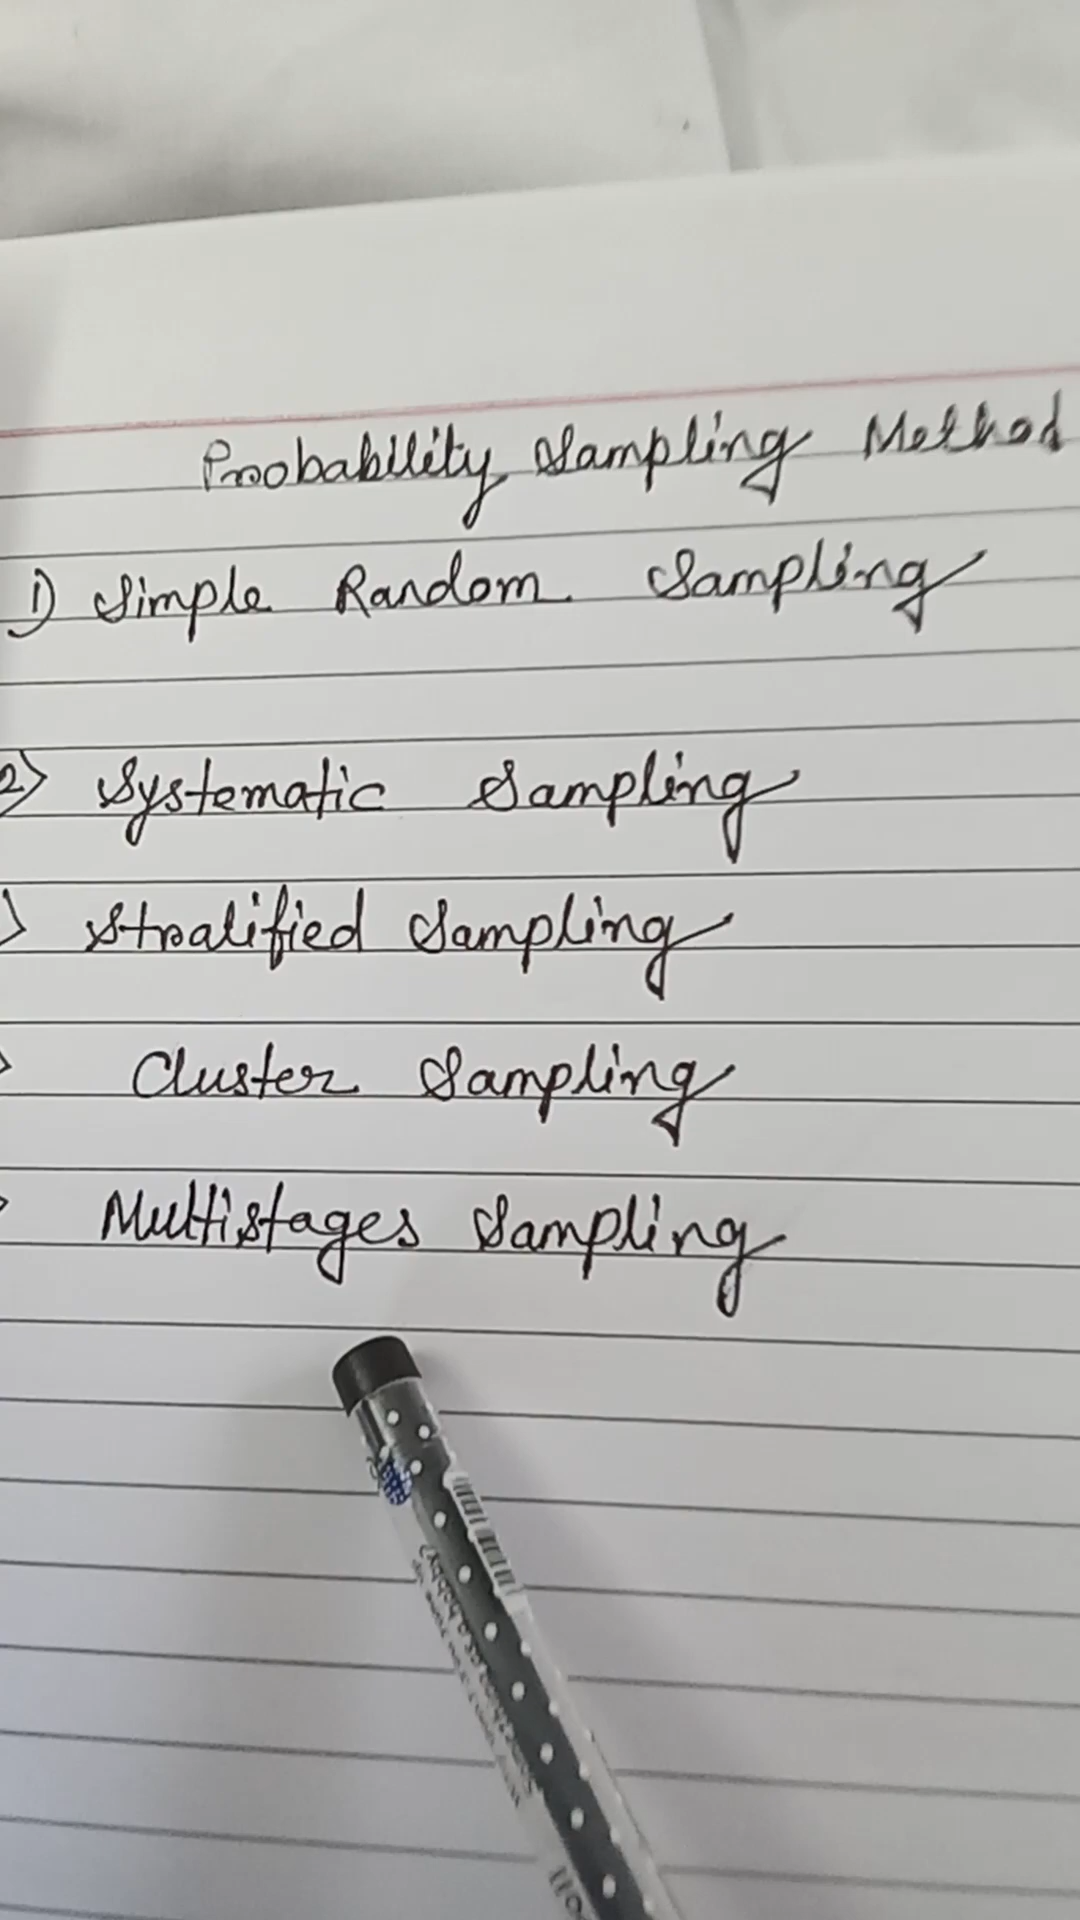 Probability Sampling Method
1) Simple Random Sampling
2) Systematic Sampling
Stratified Sampling
Cluster Sampling
Multistages Sampling